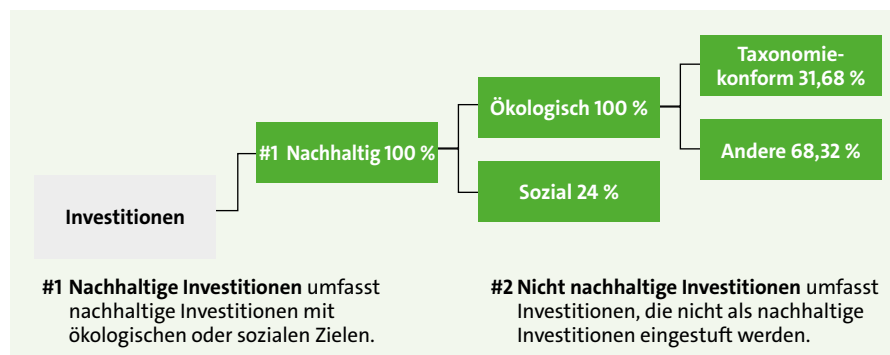 Taxonomie-
konform 31,68 %
Ökologisch 100 %
#1 Nachhaltig 100 %
Andere 68,32 %
Sozial 24 %
Investitionen
#1 Nachhaltige Investitionen umfasst
nachhaltige Investitionen mit
ökologischen oder sozialen Zielen.
#2 Nicht nachhaltige Investitionen umfasst
Investitionen, die nicht als nachhaltige
Investitionen eingestuft werden.